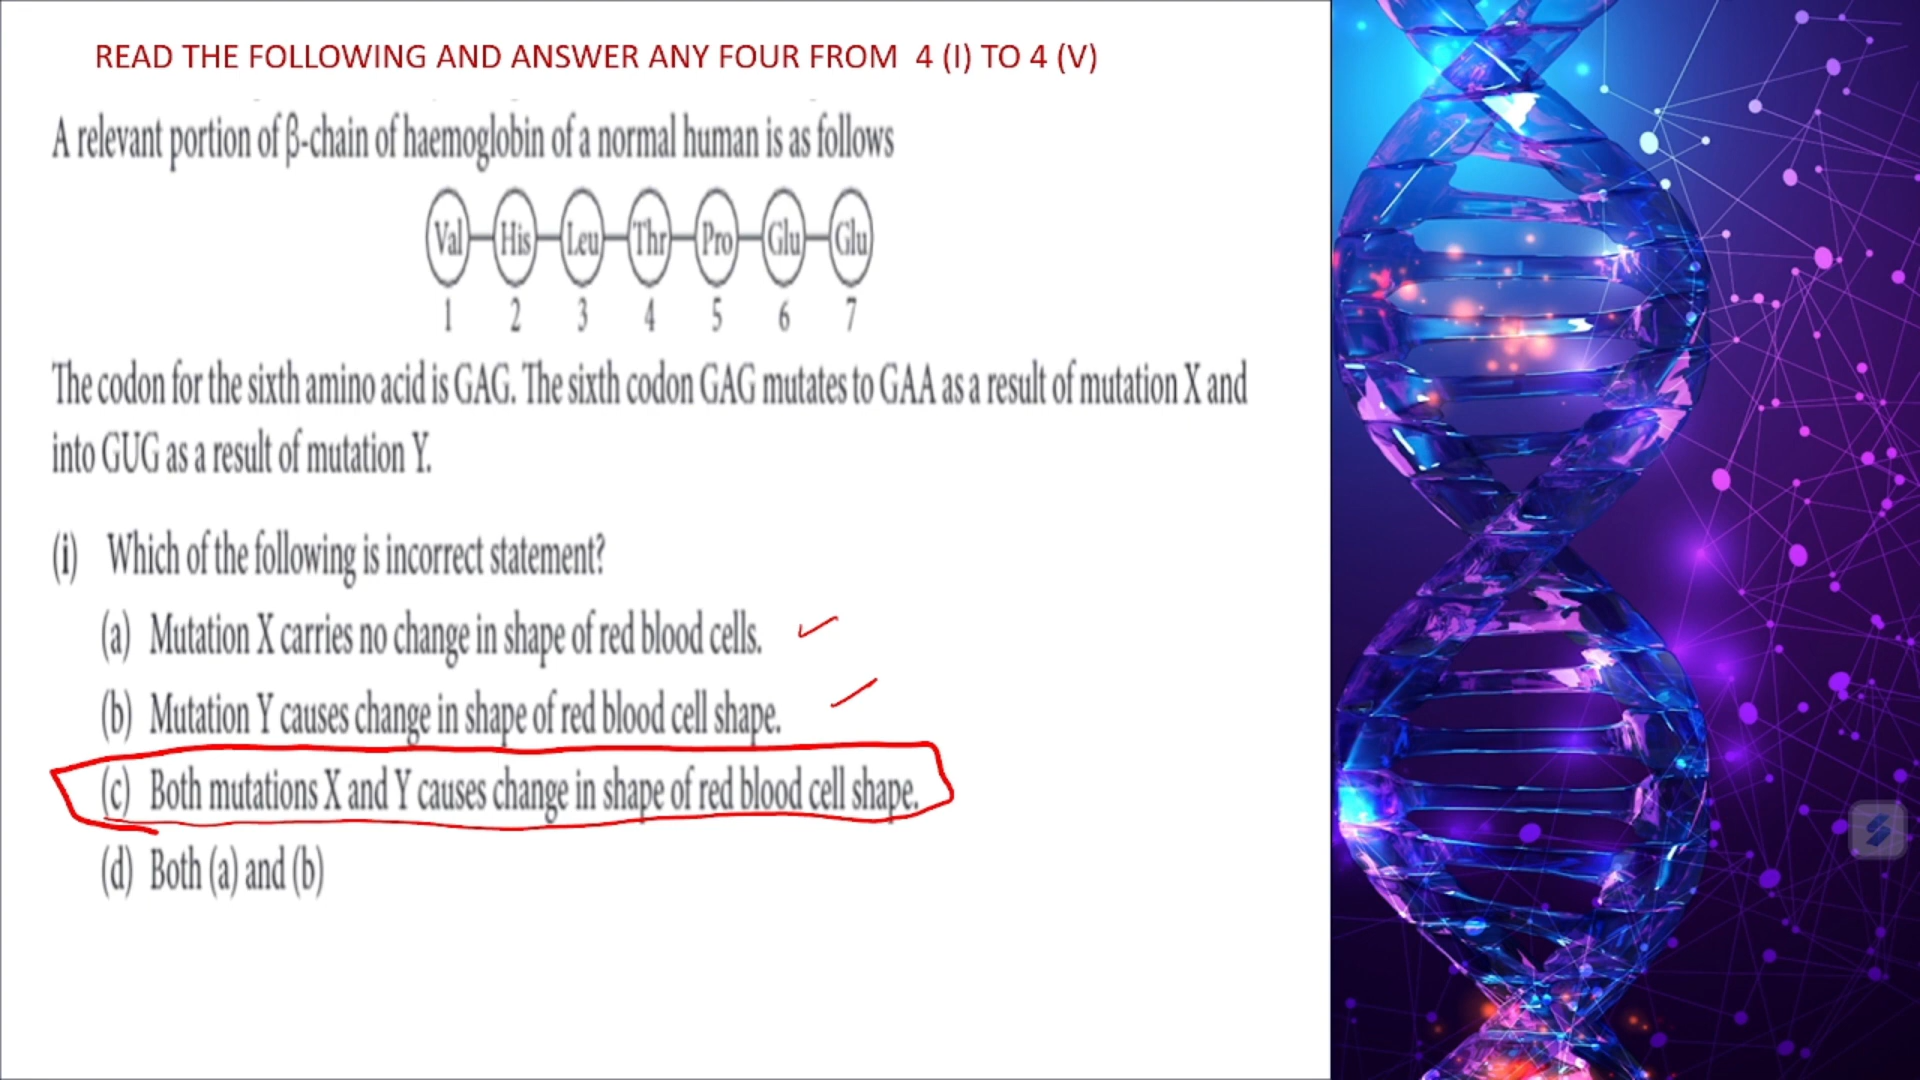 READ THE FOLLOWING AND ANSWER ANY FOUR FROM 4 (I) TO 4 (V)
A relevant portion of β-chain of haemoglobin of a normal human is as follows
Val His Leu Thr Pro Glu Glu
1 2 3 4 5 6 7
The codon for the sixth amino acid is GAG. The sixth codon GAG mutates to GAA as a result of mutation X and
into GUG as a result of mutation Y.
(i) Which of the following is incorrect statement?
(a) Mutation X carries no change in shape of red blood cells.
(b) Mutation Y causes change in shape of red blood cell shape.
(c) Both mutations X and Y causes change in shape of red blood cell shape.
(d) Both (a) and (b)